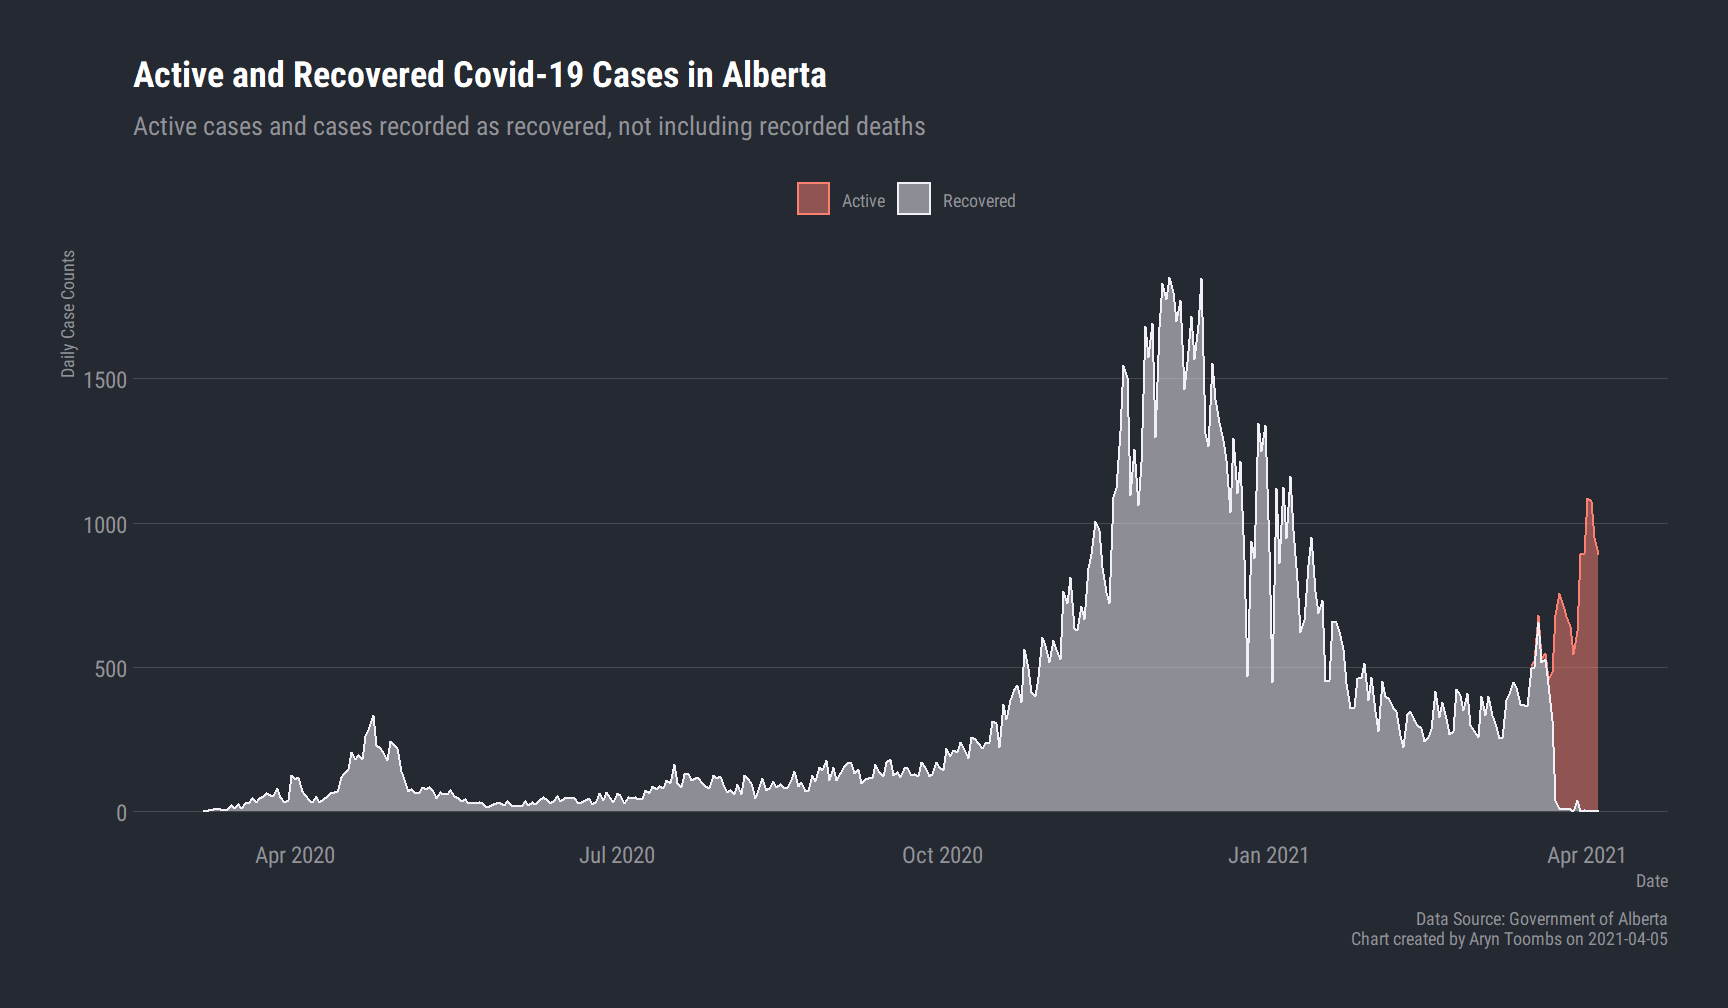 Active and Recovered Covid-19 Cases in Alberta
Active cases and cases recorded as recovered, not including recorded deaths
Active
Recovered
Daily Case Counts
1500
1000
500
0
Apr 2020
Jul 2020
Oct 2020
Jan 2021
Apr 2021
Date
Data Source: Government of Alberta
Chart created by Aryn Toombs on 2021-04-05